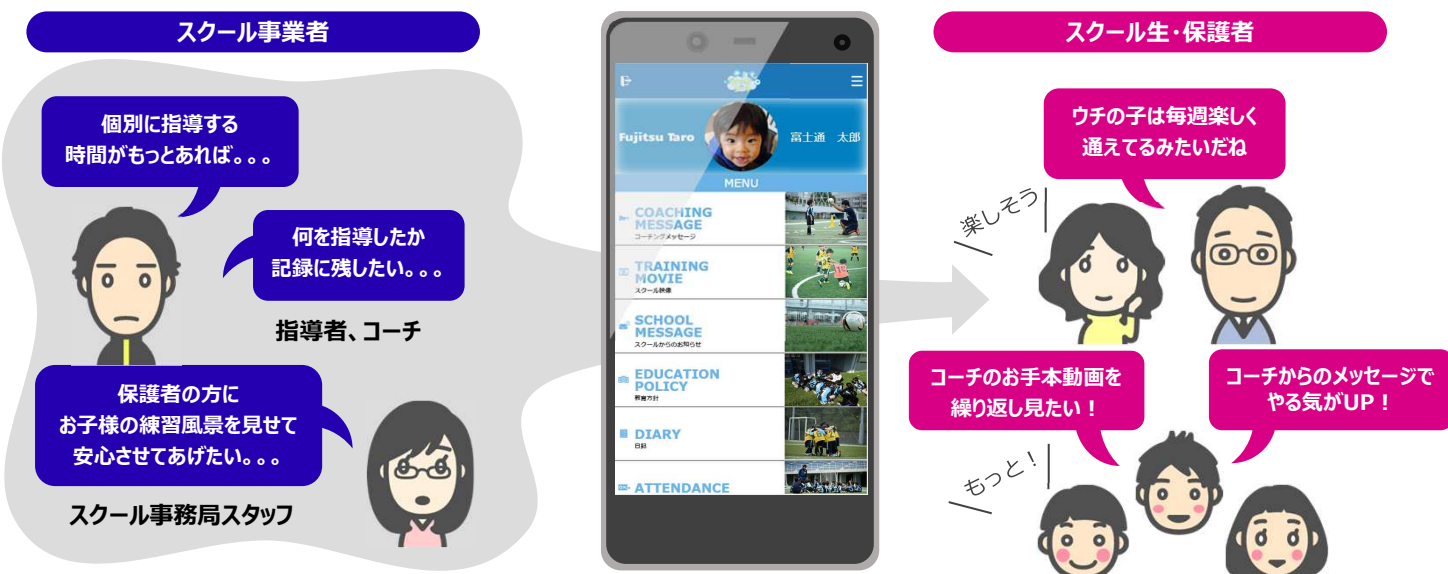 スクール事業者
個別に指導する
時間がもっとあれば。。。
何を指導したか
記録に残したい。。。
指導者、コーチ
保護者の方に
お子様の練習風景を見せて
安心させてあげたい。。。
スクール事務局スタッフ
Fujitsu Taro
富士通 太郎
MENU
COACHING
MESSAGE
コーチングメッセージ
TRAINING
MOVIE
スクール映像
SCHOOL
MESSAGE
スクールからのお知らせ
EDUCATION
POLICY
教育方針
DIARY
日記
ATTENDANCE
スクール生・保護者
ウチの子は毎週楽しく
通えてるみたいだね
楽しそう
コーチのお手本動画を
繰り返し見たい！
コーチからのメッセージで
やる気がUP！
もっと！